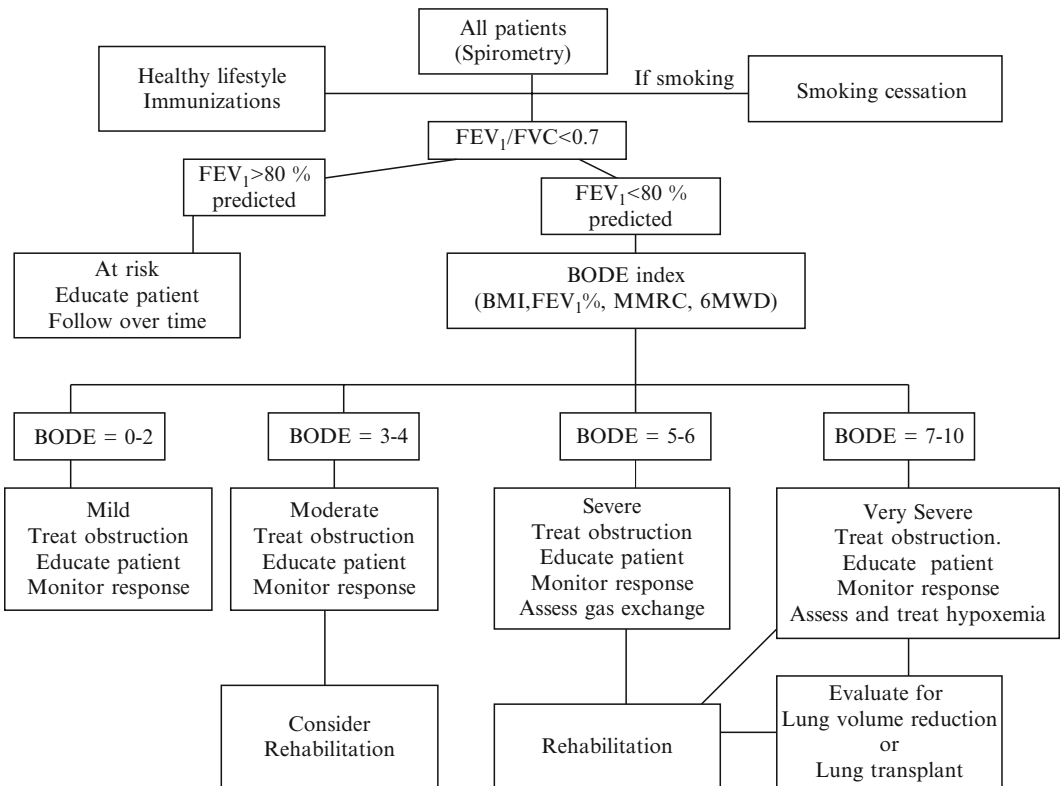 All patients
(Spirometry)
Healthy lifestyle
Immunizations
If smoking
Smoking cessation
FEV₁/FVC<0.7
FEV₁>80 %
predicted
FEV₁<80 %
predicted
At risk
Educate patient
Follow over time
BODE index
(BMI,FEV₁%, MMRC, 6MWD)
BODE = 0-2
BODE = 3-4
BODE = 5-6
BODE = 7-10
Mild
Treat obstruction
Educate patient
Monitor response
Moderate
Treat obstruction
Educate patient
Monitor response
Severe
Treat obstruction
Educate patient
Monitor response
Assess gas exchange
Very Severe
Treat obstruction.
Educate patient
Monitor response
Assess and treat hypoxemia
Consider
Rehabilitation
Rehabilitation
Evaluate for
Lung volume reduction
or
Lung transplant